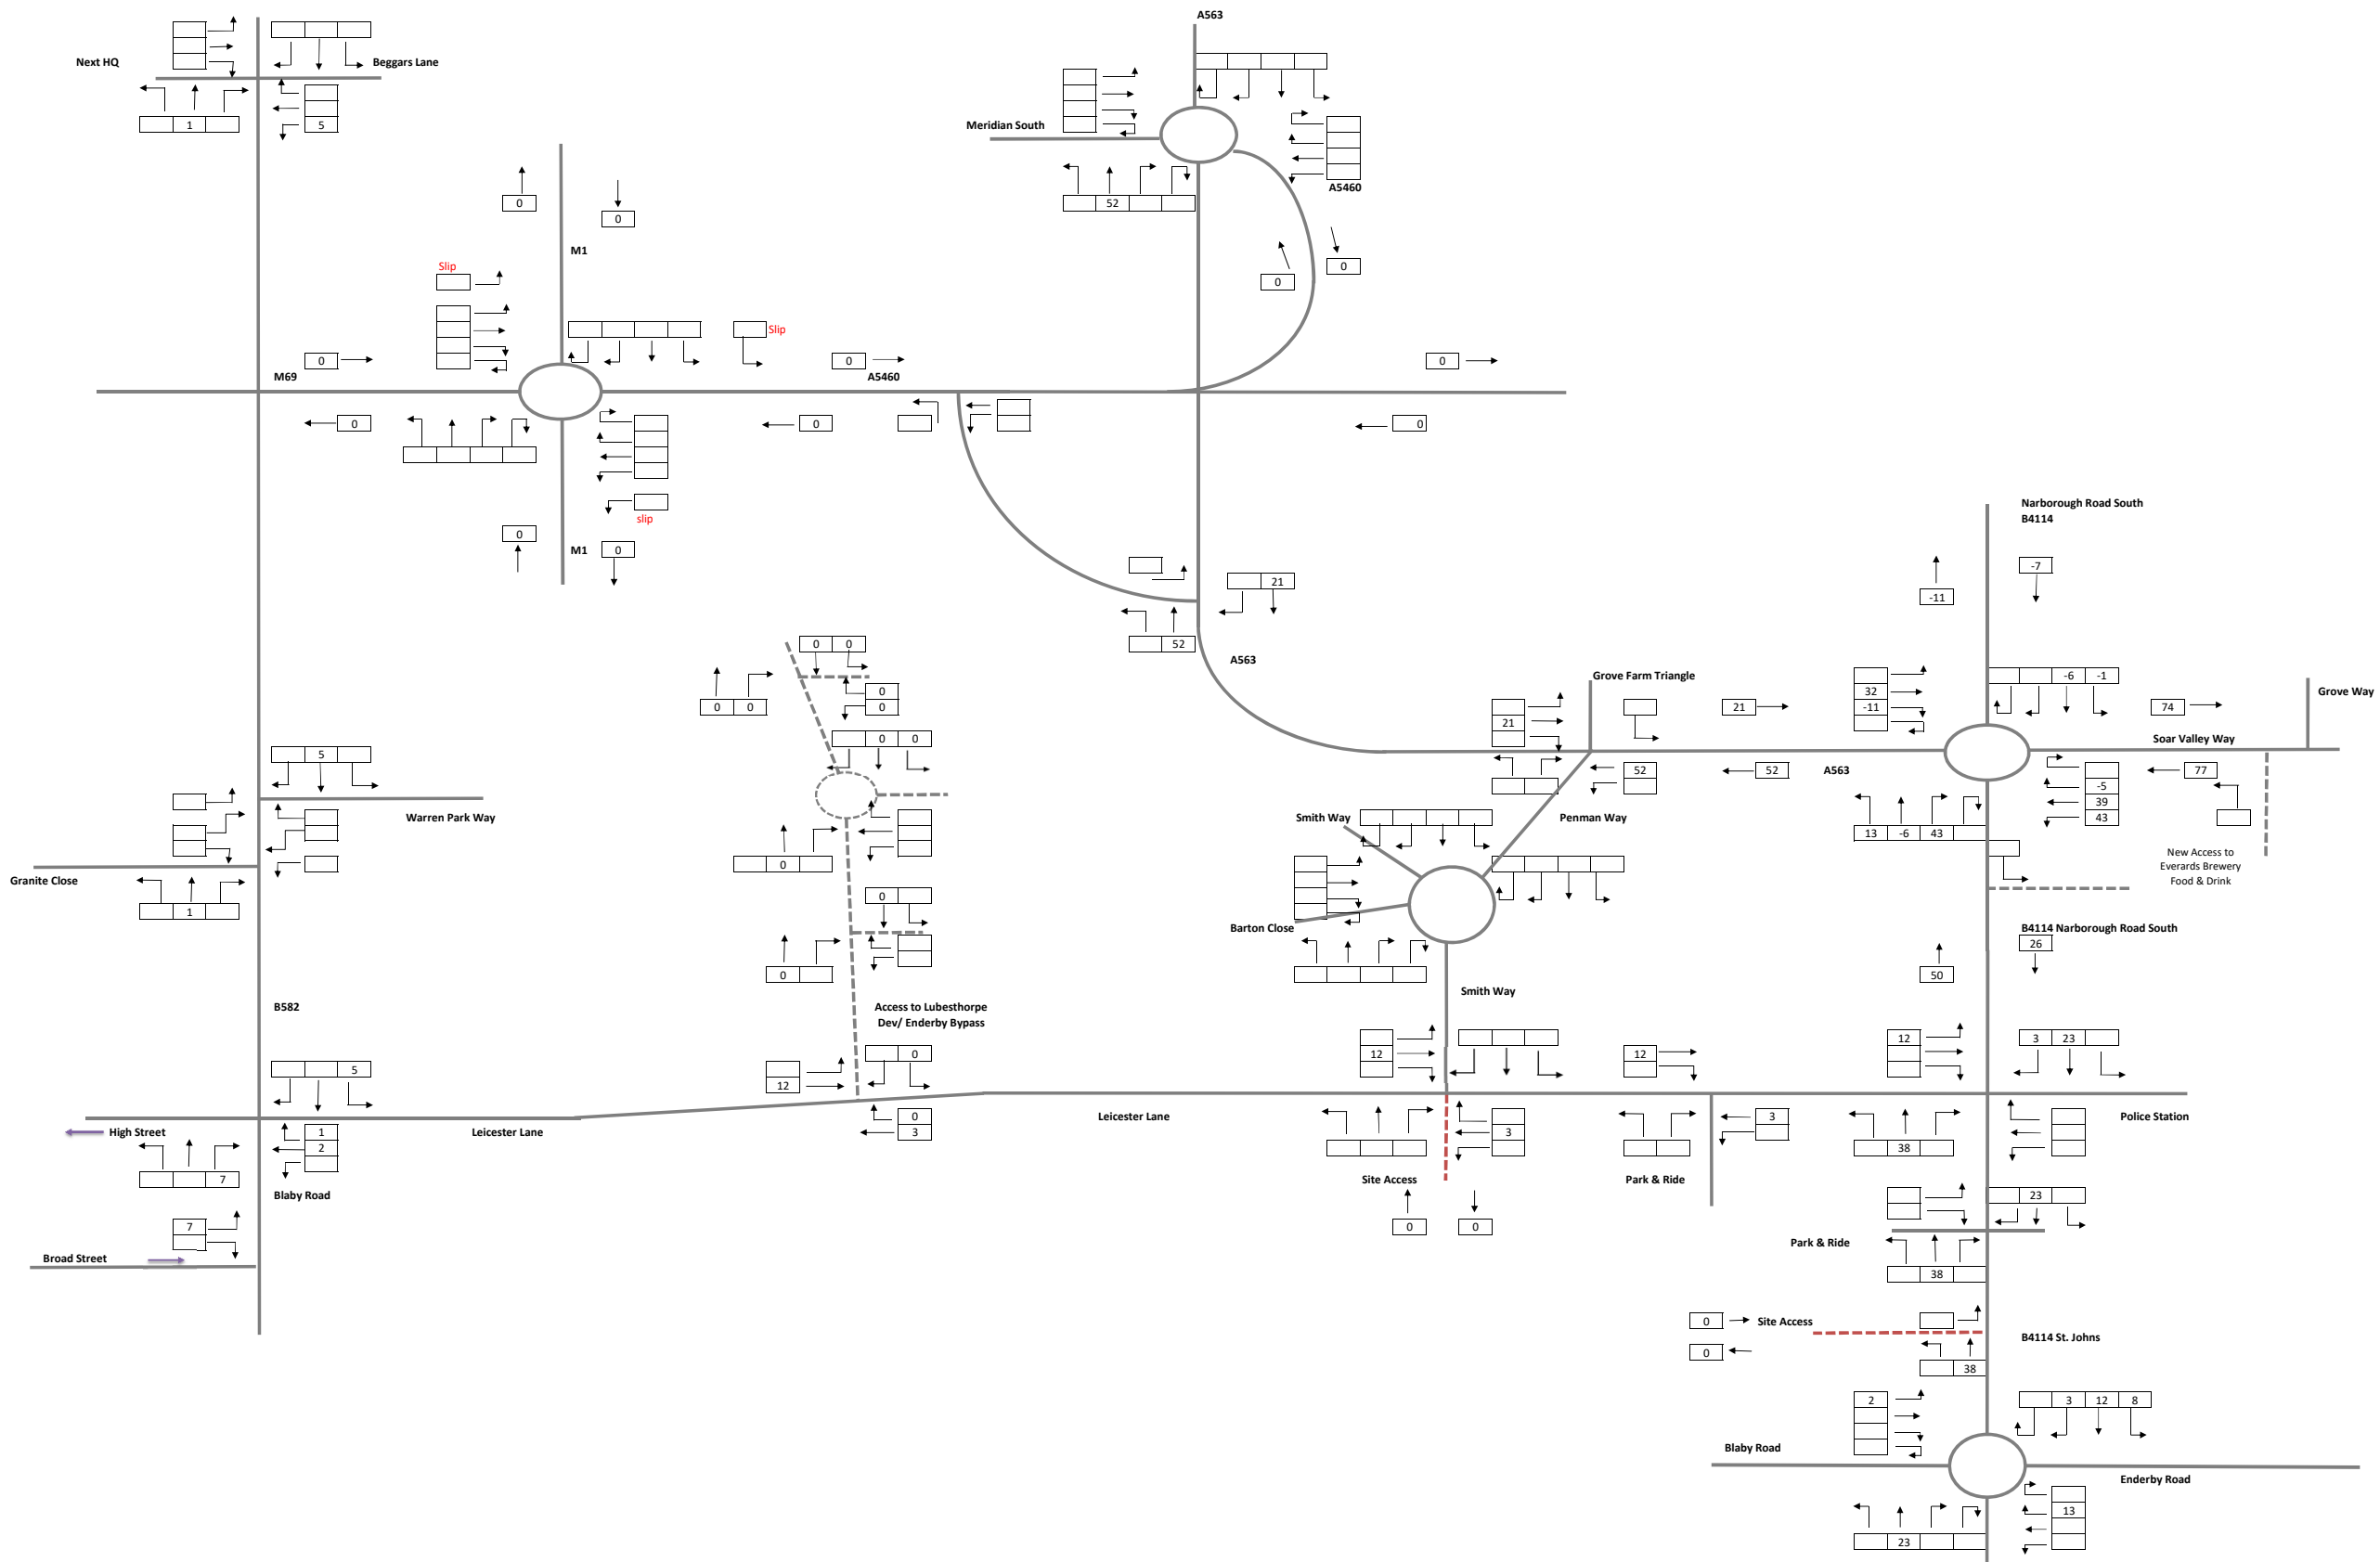 A563
Next HQ
Beggars Lane
1
5
Meridian South
A5460
52
0
0
M1
0
0
Slip
Slip
0
0
0
M69
A5460
0
0
0
0
slip
0
M1
0
Narborough Road South
B4114
-7
-11
21
52
A563
0 0
0
0
0 0
0 0
Grove Farm Triangle
21
21
32
-11
-6 -1
74
Grove Way
Soar Valley Way
52
52
A563
77
-5
39
43
13 -6 43
5
Warren Park Way
Smith Way
Penman Way
0
New Access to
Everards Brewery
Food & Drink
Granite Close
1
0
Barton Close
B4114 Narborough Road South
26
0
50
Smith Way
B582
Access to Lubesthorpe
Dev/ Enderby Bypass
12
3 23
12
12
0
12
5
Leicester Lane
0
3
3
3
Police Station
High Street
Leicester Lane
1
2
38
7
Blaby Road
Site Access
Park & Ride
23
0
0
7
Park & Ride
Broad Street
38
0
Site Access
B4114 St. Johns
0
38
2
3 12 8
Blaby Road
Enderby Road
13
23